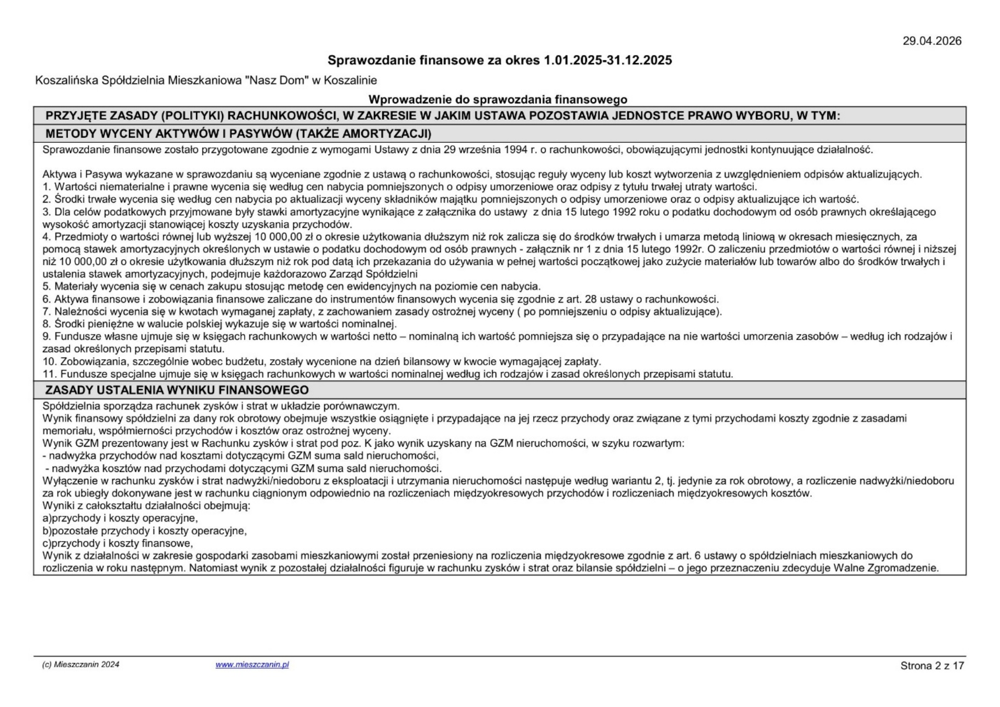 29.04.2026
Sprawozdanie finansowe za okres 1.01.2025-31.12.2025
Koszalińska Spółdzielnia Mieszkaniowa "Nasz Dom" w Koszalinie
Wprowadzenie do sprawozdania finansowego
PRZYJĘTE ZASADY (POLITYKI) RACHUNKOWOŚCI, W ZAKRESIE W JAKIM USTAWA POZOSTAWIA JEDNOSTCE PRAWO WYBORU, W TYM:
METODY WYCENY AKTYWÓW I PASYWÓW (TAKŻE AMORTYZACJI)
Sprawozdanie finansowe zostało przygotowane zgodnie z wymogami Ustawy z dnia 29 września 1994 r. o rachunkowości, obowiązującymi jednostki kontynuujące działalność.
Aktywa i Pasywa wykazane w sprawozdaniu są wyceniane zgodnie z ustawą o rachunkowości, stosując reguły wyceny lub koszt wytworzenia z uwzględnieniem odpisów aktualizujących.
1. Wartości niematerialne i prawne wycenia się według cen nabycia pomniejszonych o odpisy umorzeniowe oraz odpisy z tytułu trwałej utraty wartości.
2. Środki trwałe wycenia się według cen nabycia po aktualizacji wyceny składników majątku pomniejszonych o odpisy umorzeniowe oraz o odpisy aktualizujące ich wartość.
3. Dla celów podatkowych przyjmowane były stawki amortyzacyjne wynikające z załącznika do ustawy  z dnia 15 lutego 1992 roku o podatku dochodowym od osób prawnych określającego
wysokość amortyzacji stanowiącej koszty uzyskania przychodów.
4. Przedmioty o wartości równej lub wyższej 10 000,00 zł o okresie użytkowania dłuższym niż rok zalicza się do środków trwałych i umarza metodą liniową w okresach miesięcznych, za
pomocą stawek amortyzacyjnych określonych w ustawie o podatku dochodowym od osób prawnych - załącznik nr 1 z dnia 15 lutego 1992r. O zaliczeniu przedmiotów o wartości równej i niższej
niż 10 000,00 zł o okresie użytkowania dłuższym niż rok pod datą ich przekazania do używania w pełnej wartości początkowej jako zużycie materiałów lub towarów albo do środków trwałych i
ustalenia stawek amortyzacyjnych, podejmuje każdorazowo Zarząd Spółdzielni
5. Materiały wycenia się w cenach zakupu stosując metodę cen ewidencyjnych na poziomie cen nabycia.
6. Aktywa finansowe i zobowiązania finansowe zaliczane do instrumentów finansowych wycenia się zgodnie z art. 28 ustawy o rachunkowości.
7. Należności wycenia się w kwotach wymaganej zapłaty, z zachowaniem zasady ostrożnej wyceny ( po pomniejszeniu o odpisy aktualizujące).
8. Środki pieniężne w walucie polskiej wykazuje się w wartości nominalnej.
9. Fundusze własne ujmuje się w księgach rachunkowych w wartości netto – nominalną ich wartość pomniejsza się o przypadające na nie wartości umorzenia zasobów – według ich rodzajów i
zasad określonych przepisami statutu.
10. Zobowiązania, szczególnie wobec budżetu, zostały wycenione na dzień bilansowy w kwocie wymagającej zapłaty.
11. Fundusze specjalne ujmuje się w księgach rachunkowych w wartości nominalnej według ich rodzajów i zasad określonych przepisami statutu.
ZASADY USTALENIA WYNIKU FINANSOWEGO
Spółdzielnia sporządza rachunek zysków i strat w układzie porównawczym.
Wynik finansowy spółdzielni za dany rok obrotowy obejmuje wszystkie osiągnięte i przypadające na jej rzecz przychody oraz związane z tymi przychodami koszty zgodnie z zasadami
memoriału, współmierności przychodów i kosztów oraz ostrożnej wyceny.
Wynik GZM prezentowany jest w Rachunku zysków i strat pod poz. K jako wynik uzyskany na GZM nieruchomości, w szyku rozwartym:
- nadwyżka przychodów nad kosztami dotyczącymi GZM suma sald nieruchomości,
- nadwyżka kosztów nad przychodami dotyczącymi GZM suma sald nieruchomości.
Wyłączenie w rachunku zysków i strat nadwyżki/niedoboru z eksploatacji i utrzymania nieruchomości następuje według wariantu 2, tj. jedynie za rok obrotowy, a rozliczenie nadwyżki/niedoboru
za rok ubiegły dokonywane jest w rachunku ciągnionym odpowiednio na rozliczeniach międzyokresowych przychodów i rozliczeniach międzyokresowych kosztów.
Wyniki z całokształtu działalności obejmują:
a)przychody i koszty operacyjne,
b)pozostałe przychody i koszty operacyjne,
c)przychody i koszty finansowe,
Wynik z działalności w zakresie gospodarki zasobami mieszkaniowymi został przeniesiony na rozliczenia międzyokresowe zgodnie z art. 6 ustawy o spółdzielniach mieszkaniowych do
rozliczenia w roku następnym. Natomiast wynik z pozostałej działalności figuruje w rachunku zysków i strat oraz bilansie spółdzielni – o jego przeznaczeniu zdecyduje Walne Zgromadzenie.
(c) Mieszczanin 2024
www.mieszczanin.pl
Strona 2 z 17